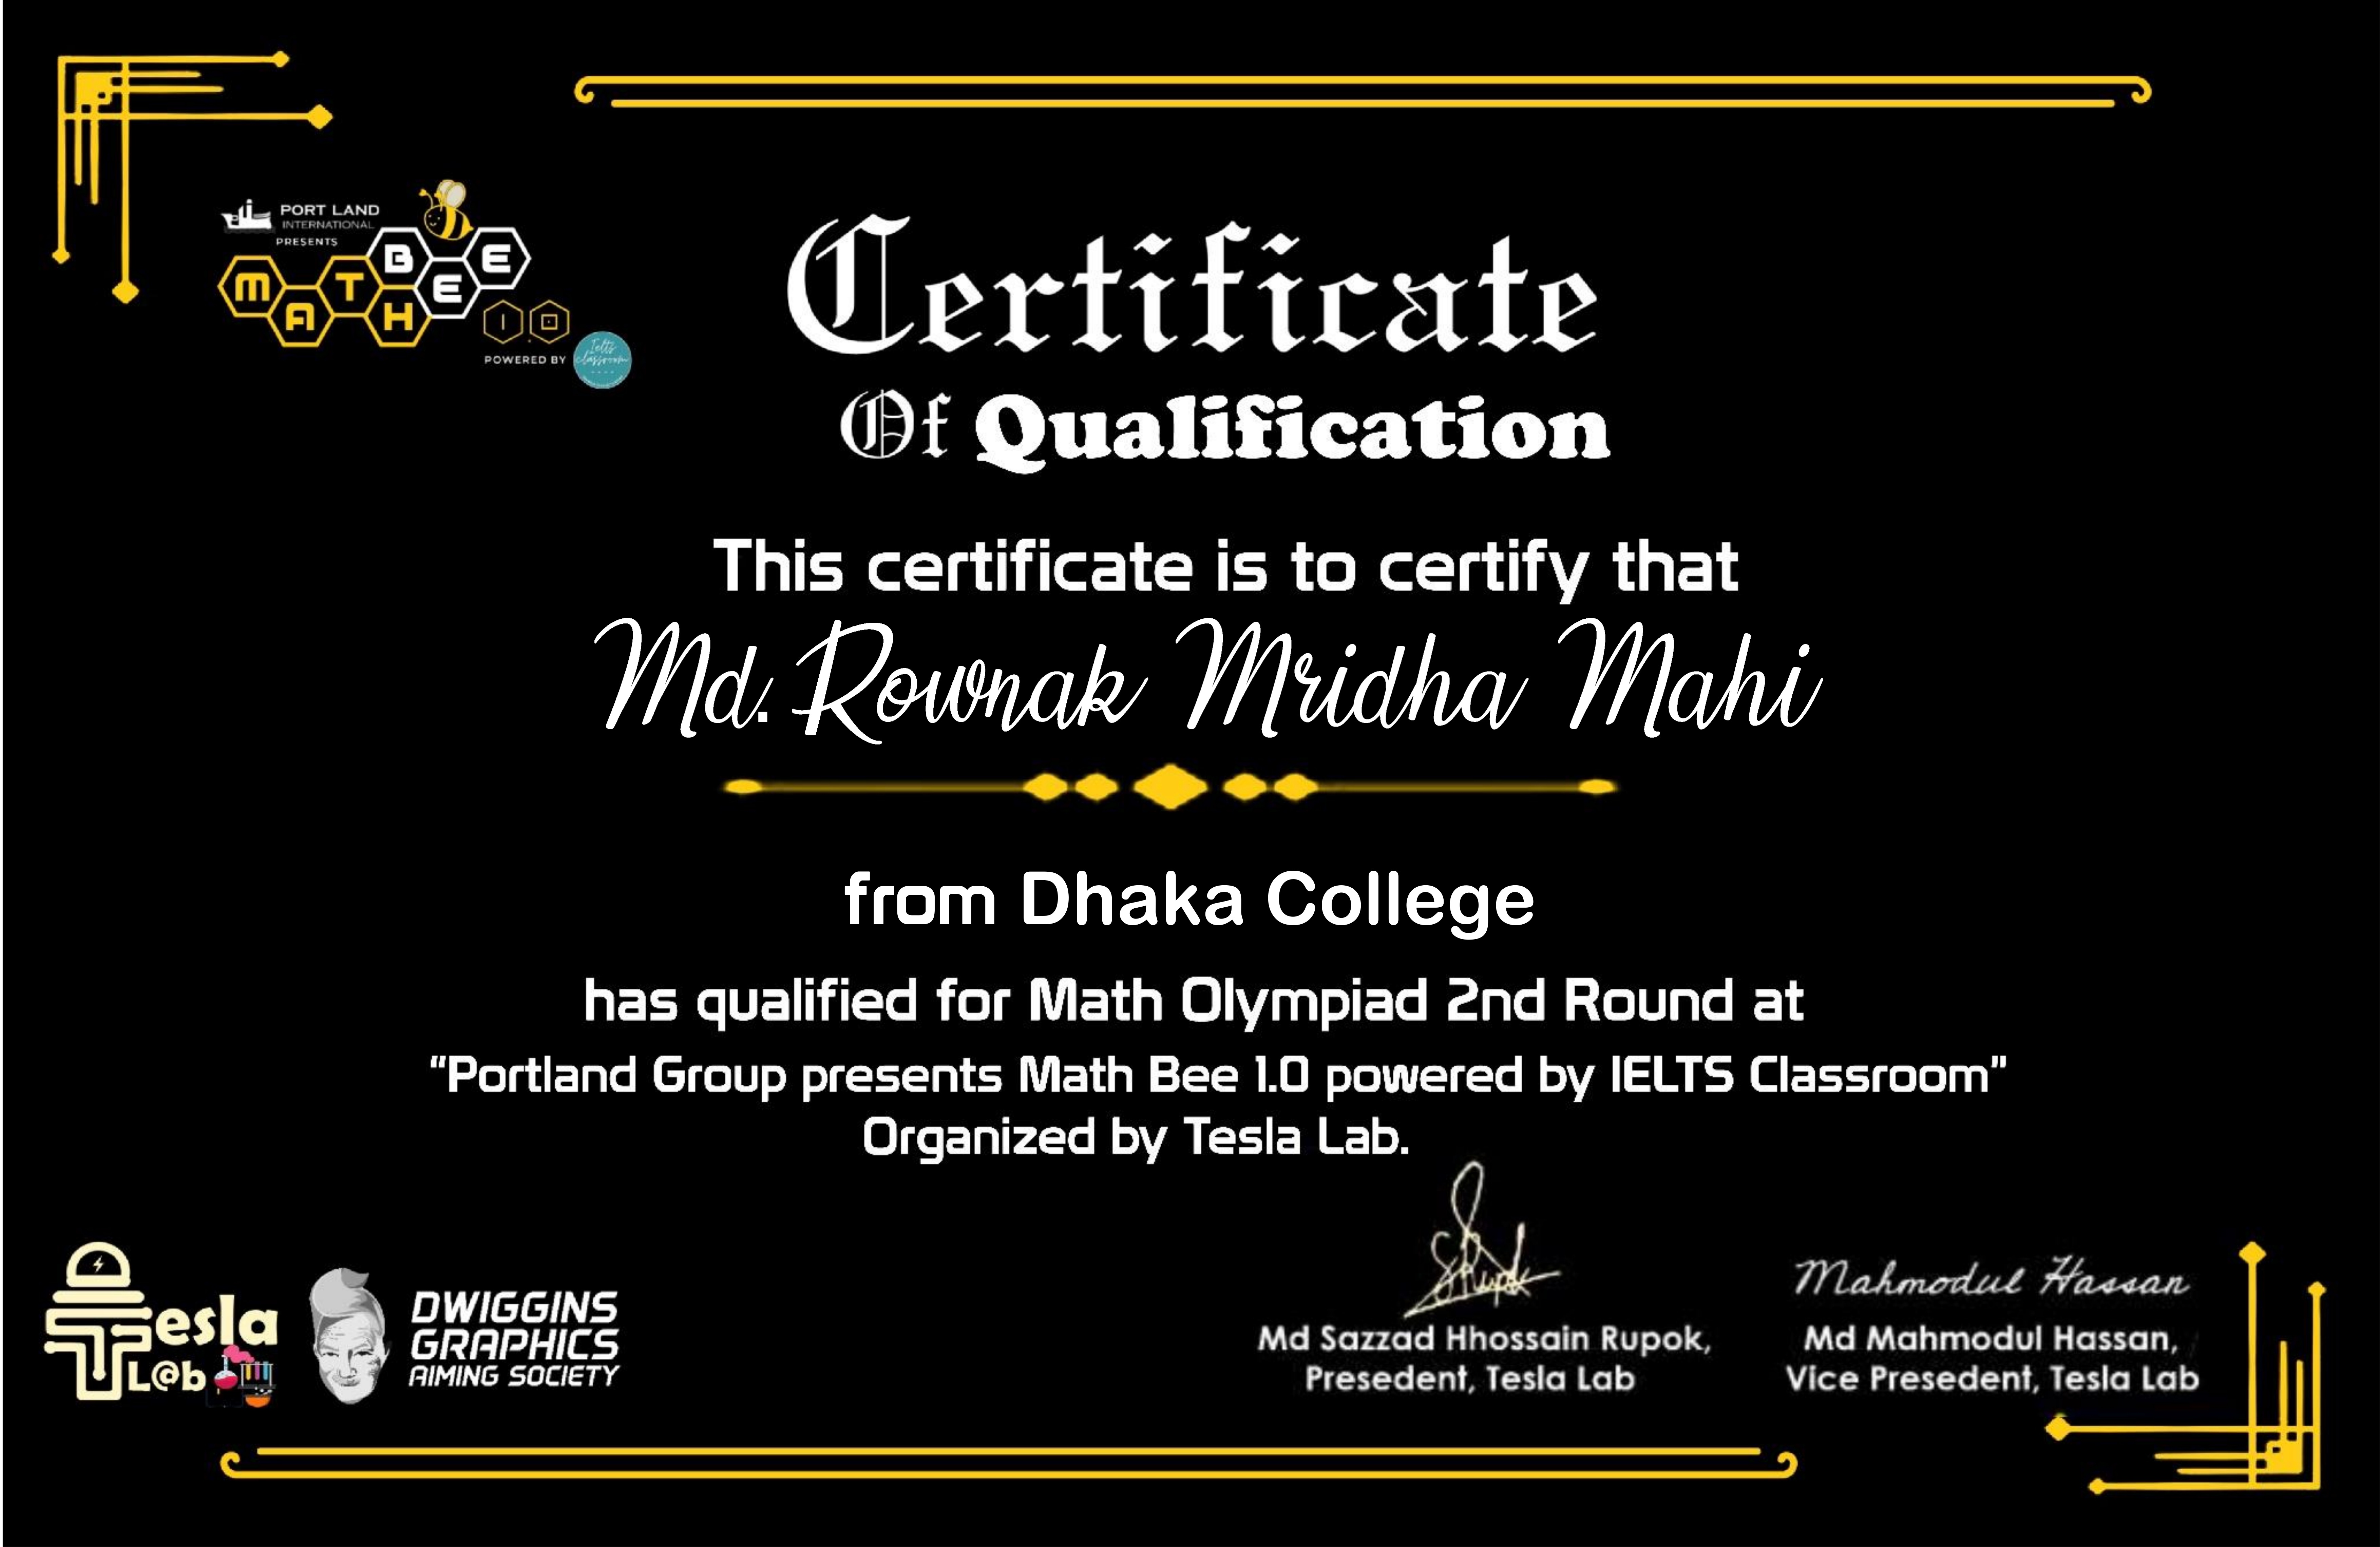 PORT LAND
INTERNATIONAL
PRESENTS
MATH BEE
1.0
POWERED BY
Ielts
classroom
Certificate
Of Qualification
This certificate is to certify that
Md. Rownak Mridha Mahi
from Dhaka College
has qualified for Math Olympiad 2nd Round at
“Portland Group presents Math Bee 1.0 powered by IELTS Classroom”
Organized by Tesla Lab.
Tesla
L@b
DWIGGINS
GRAPHICS
AIMING SOCIETY
Md Sazzad Hhossain Rupok,
Presedent, Tesla Lab
Mahmodul Hassan
Md Mahmodul Hassan,
Vice Presedent, Tesla Lab